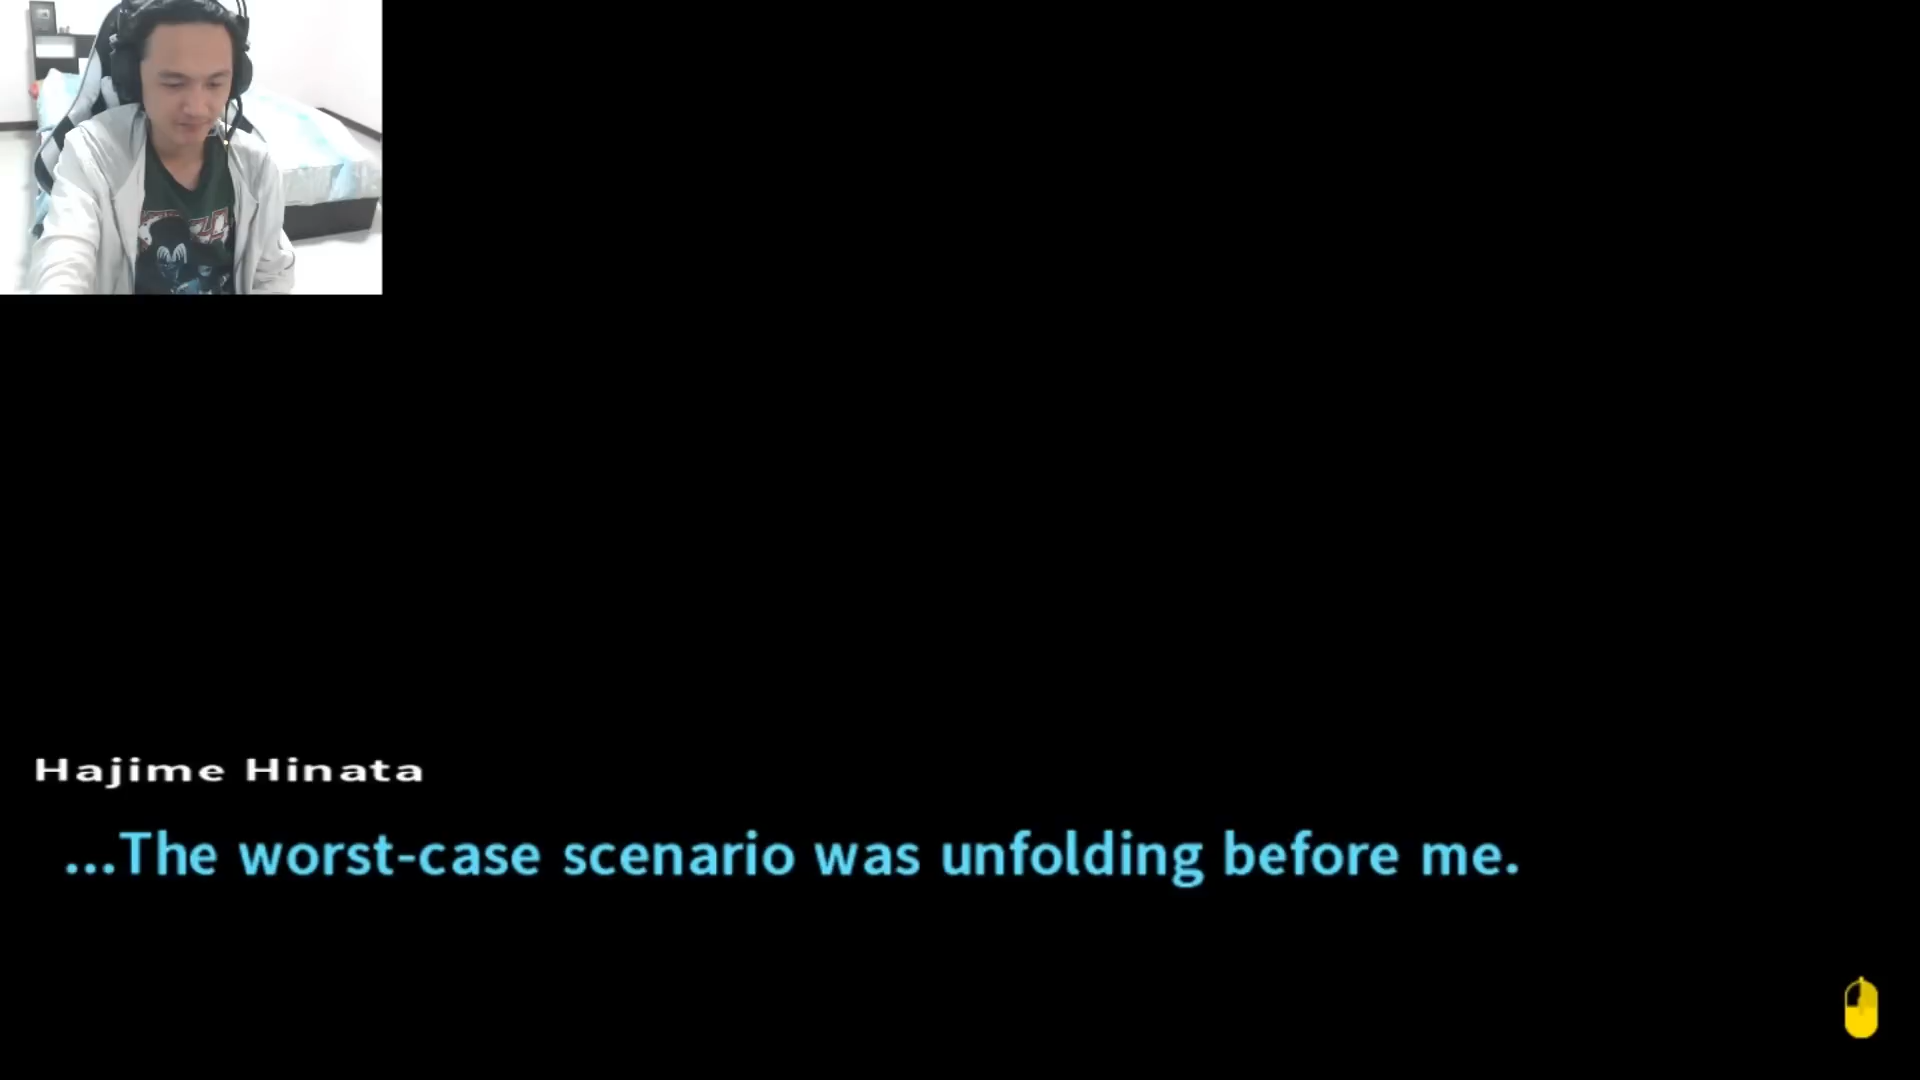 Hajime Hinata
...The worst-case scenario was unfolding before me.